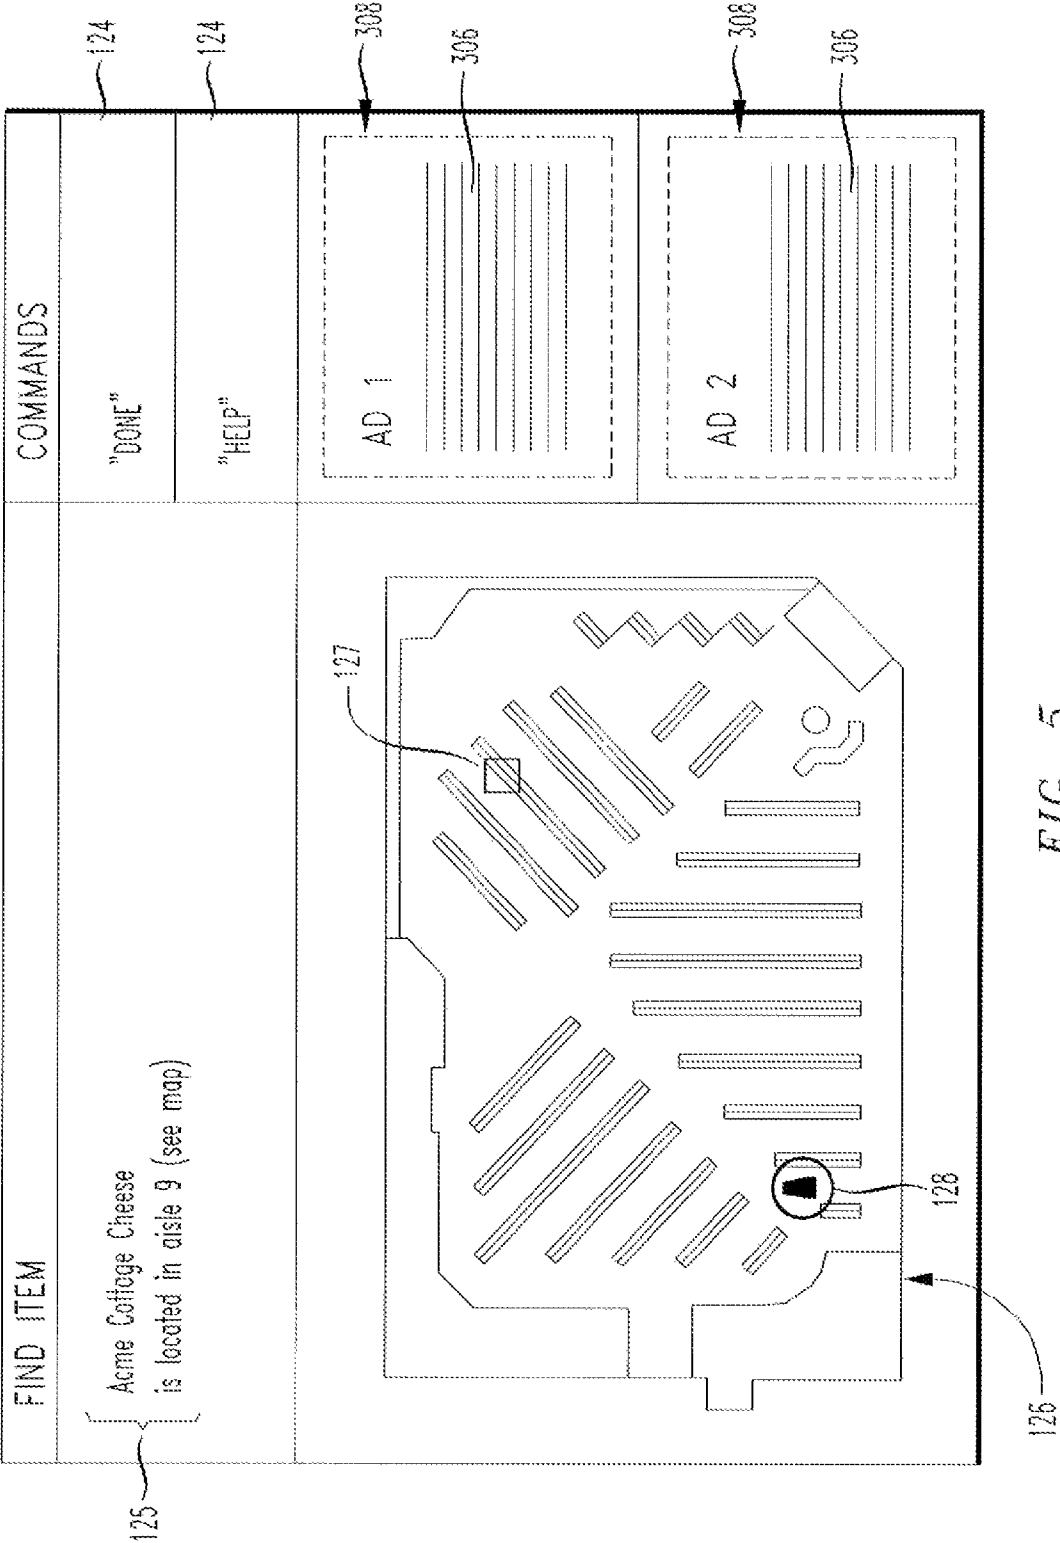 FIND ITEM
COMMANDS
125
Acme Cottage Cheese
is located in aisle 9 (see map)
"DONE"
124
"HELP"
124
127
AD 1
308
306
AD 2
308
306
128
126
FIG. 5